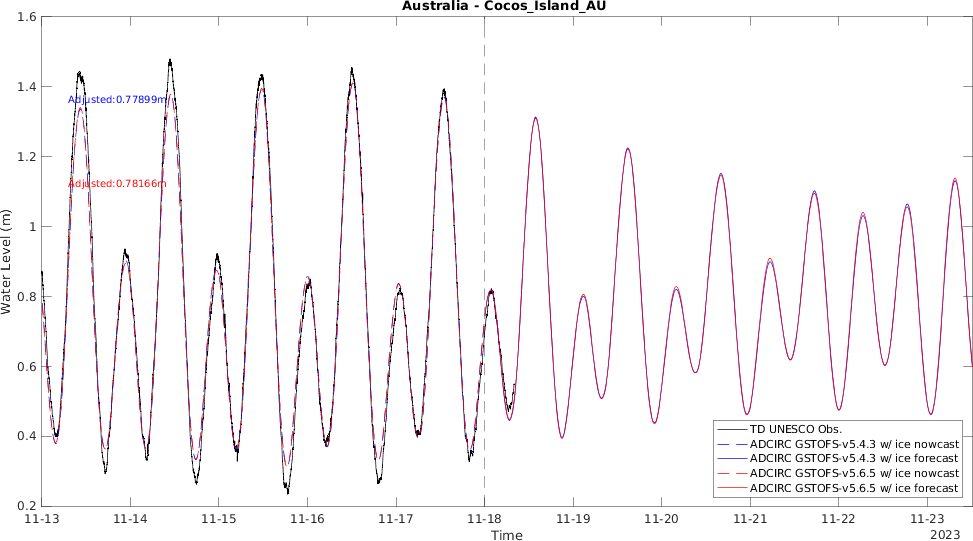 Australia - Cocos_Island_AU
1.6
1.4
Adjusted:0.77899m
1.2
Adjusted:0.78166m
1
Water Level (m)
0.8
0.6
0.4
0.2
TD UNESCO Obs.
ADCIRC GSTOFS-v5.4.3 w/ ice nowcast
ADCIRC GSTOFS-v5.4.3 w/ ice forecast
ADCIRC GSTOFS-v5.6.5 w/ ice nowcast
ADCIRC GSTOFS-v5.6.5 w/ ice forecast
11-13 11-14 11-15 11-16 11-17 11-18 11-19 11-20 11-21 11-22 11-23
Time 2023